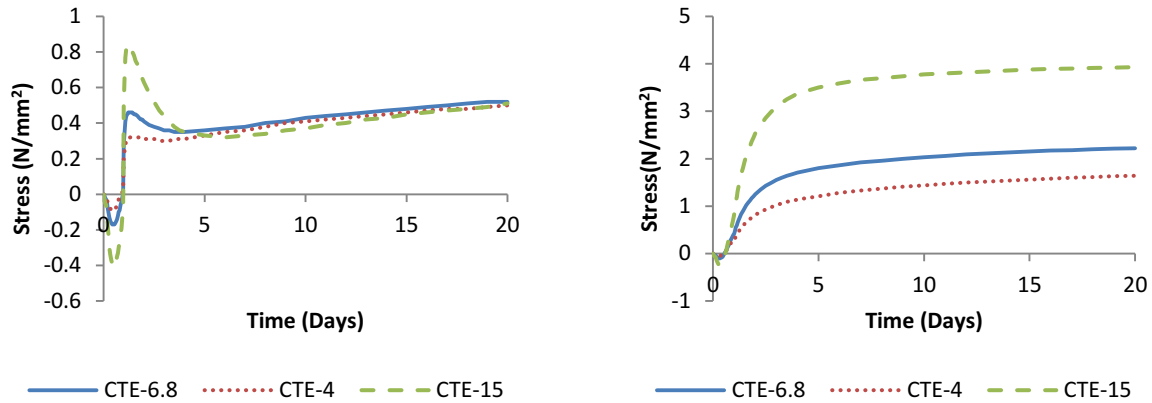 1
0.8
0.6
0.4
0.2
0
-0.2
-0.4
-0.6
0 5 10 15 20
Stress (N/mm²)
Time (Days)
CTE-6.8 CTE-4 CTE-15
5
4
3
2
1
0
-1
0 5 10 15 20
Stress(N/mm²)
Time (Days)
CTE-6.8 CTE-4 CTE-15